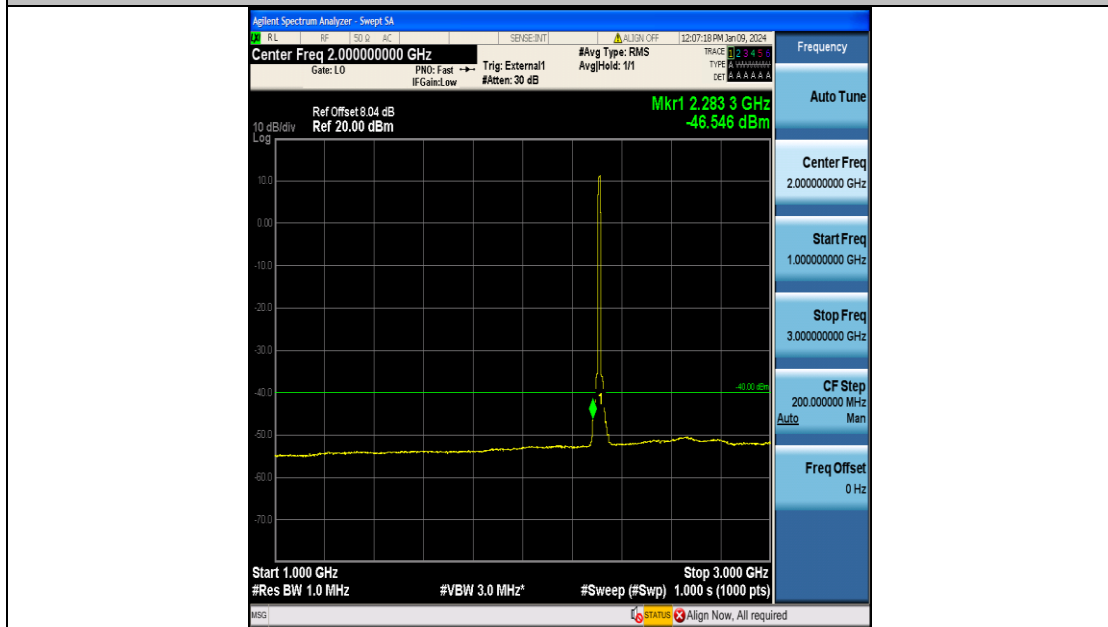 Agilent Spectrum Analyzer - Swept SA
LXI RL RF 50 Ω AC SENSE:INT ALIGN OFF 12:07:18 PM Jan 09, 2024
Center Freq 2.000000000 GHz #Avg Type: RMS TRACE 1 2 3 4 5 6
Gate: LO PNO: Fast Trig: External1 Avg|Hold: 1/1 TYPE A WWWWW
IFGain:Low #Atten: 30 dB DET A A A A A A
Frequency
Mkr1 2.283 3 GHz
-46.546 dBm
Ref Offset 8.04 dB
10 dB/div Ref 20.00 dBm
Log
10.0
0.00
-10.0
-20.0
-30.0
-40.0
-40.00 dBm
1
-50.0
-60.0
-70.0
Start 1.000 GHz Stop 3.000 GHz
#Res BW 1.0 MHz #VBW 3.0 MHz* #Sweep (#Swp) 1.000 s (1000 pts)
Auto Tune
Center Freq
2.000000000 GHz
Start Freq
1.000000000 GHz
Stop Freq
3.000000000 GHz
CF Step
200.000000 MHz
Auto Man
Freq Offset
0 Hz
MSG STATUS Align Now, All required